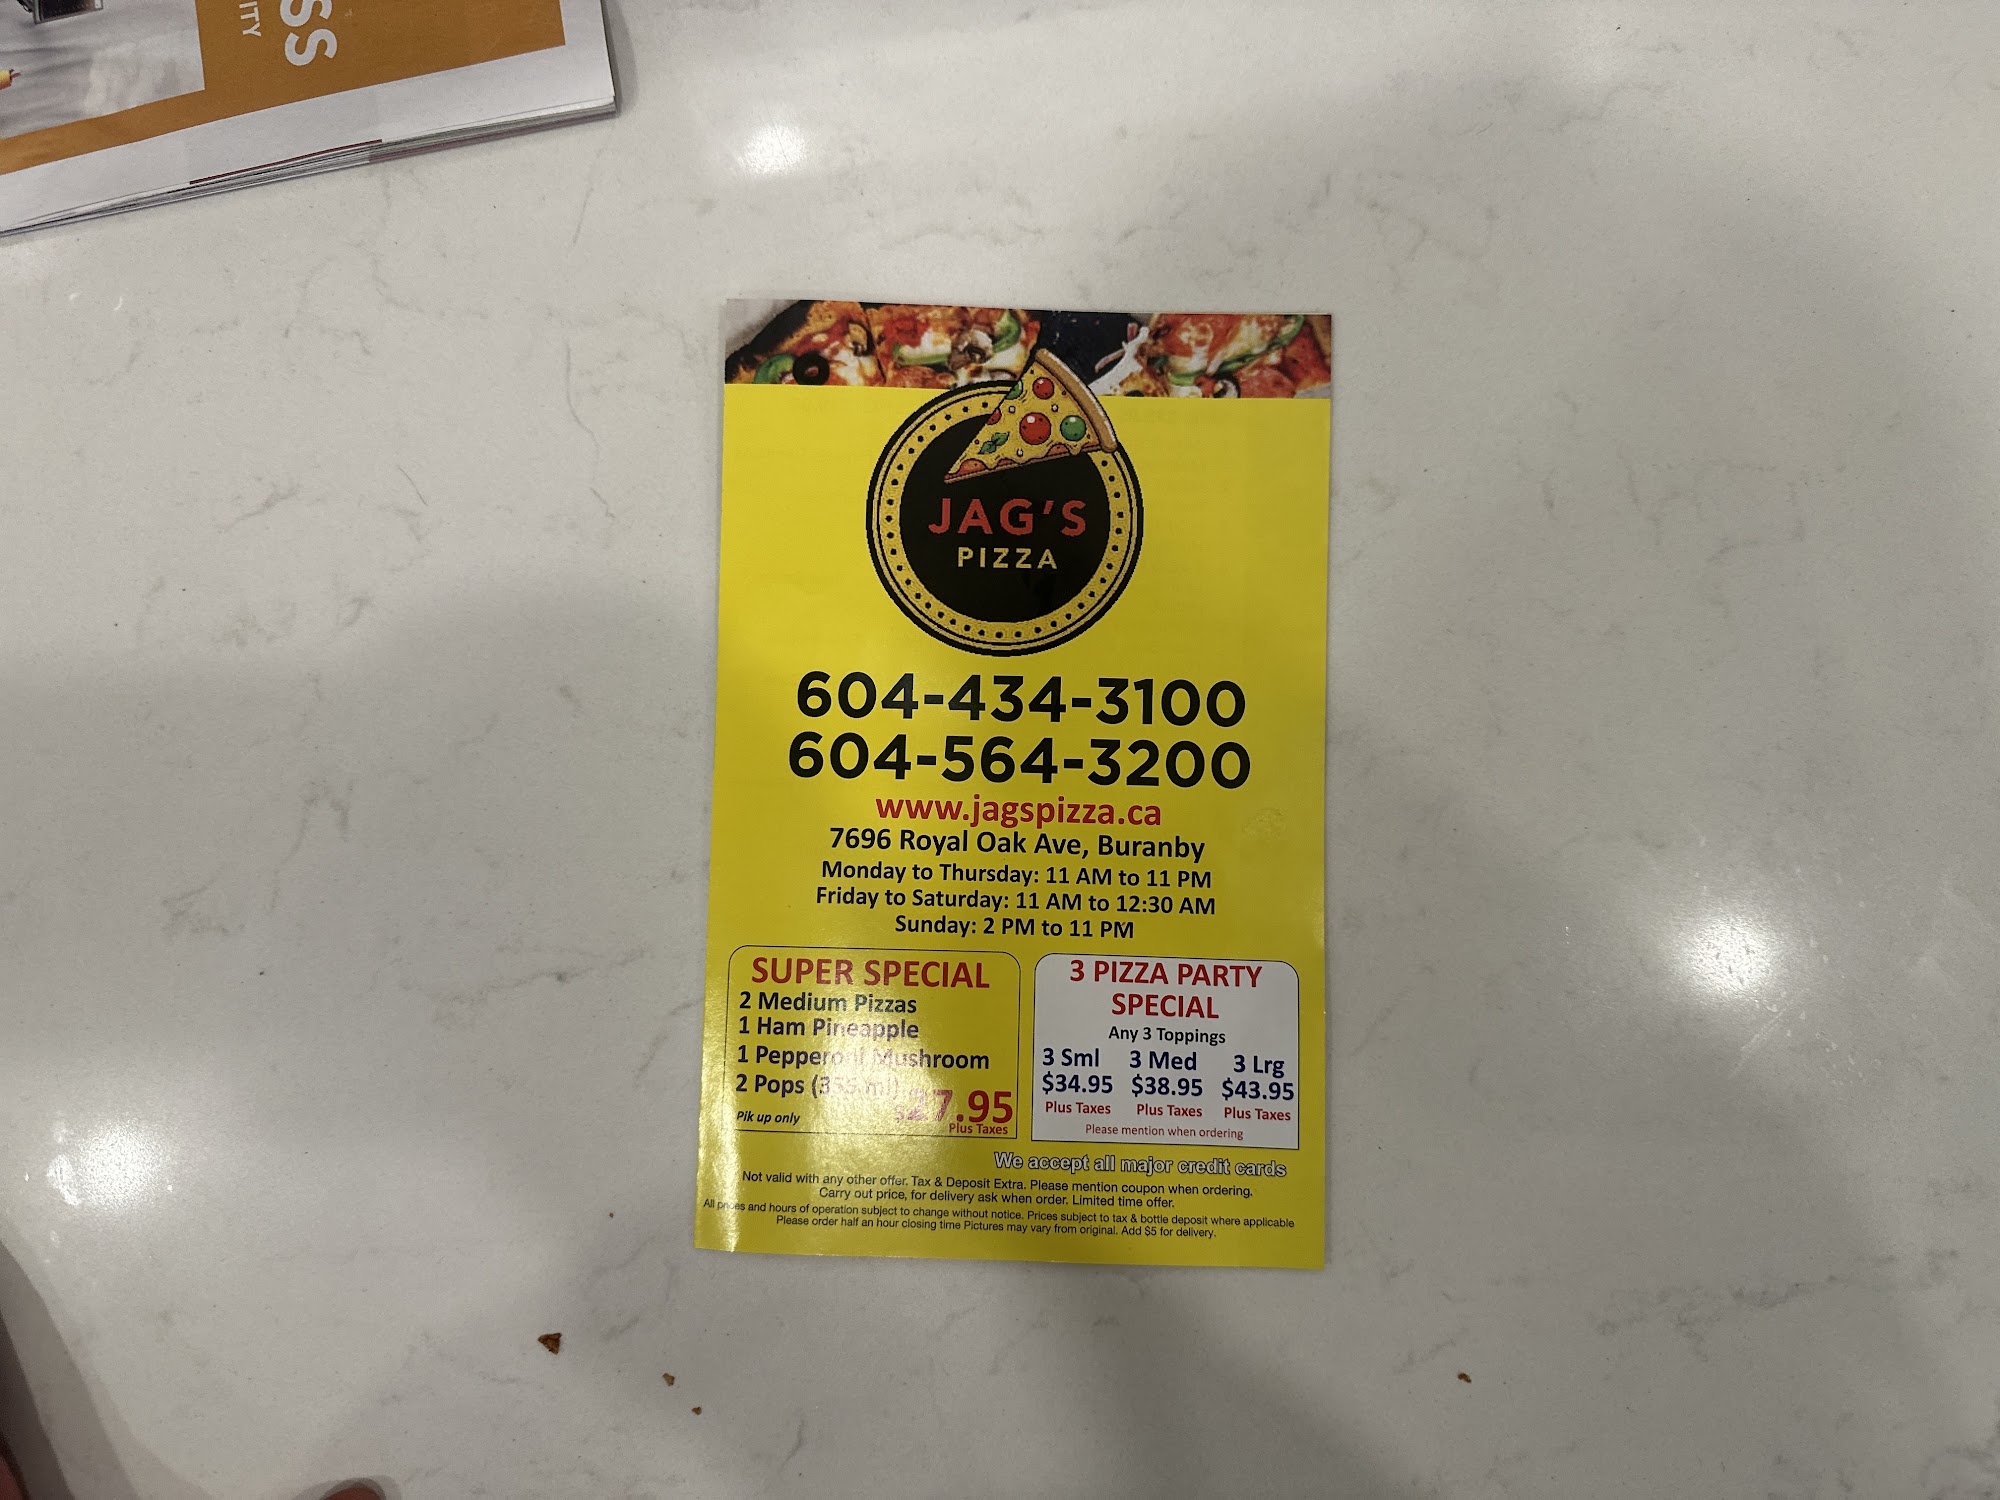 SS
ITY
JAG'S
PIZZA
604-434-3100
604-564-3200
www.jagspizza.ca
7696 Royal Oak Ave, Buranby
Monday to Thursday: 11 AM to 11 PM
Friday to Saturday: 11 AM to 12:30 AM
Sunday: 2 PM to 11 PM
SUPER SPECIAL
2 Medium Pizzas
1 Ham Pineapple
1 Pepperoni Mushroom
2 Pops (355 ml)
$27.95
Pik up only
Plus Taxes
3 PIZZA PARTY
SPECIAL
Any 3 Toppings
3 Sml 3 Med 3 Lrg
$34.95 $38.95 $43.95
Plus Taxes Plus Taxes Plus Taxes
Please mention when ordering
We accept all major credit cards
Not valid with any other offer. Tax & Deposit Extra. Please mention coupon when ordering.
Carry out price, for delivery ask when order. Limited time offer.
All prices and hours of operation subject to change without notice. Prices subject to tax & bottle deposit where applicable
Please order half an hour closing time Pictures may vary from original. Add $5 for delivery.